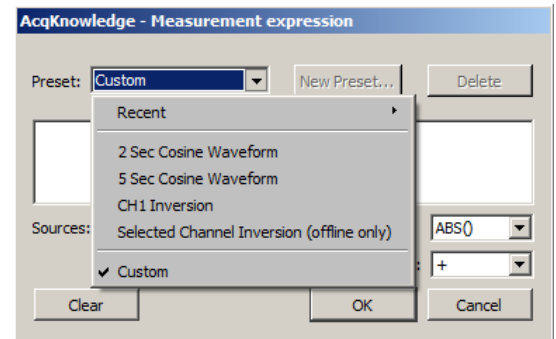 AcqKnowledge - Measurement expression
Preset: Custom New Preset... Delete
Recent
2 Sec Cosine Waveform
5 Sec Cosine Waveform
CH1 Inversion
Sources: Selected Channel Inversion (offline only) ABS()
: +
Custom
Clear OK Cancel